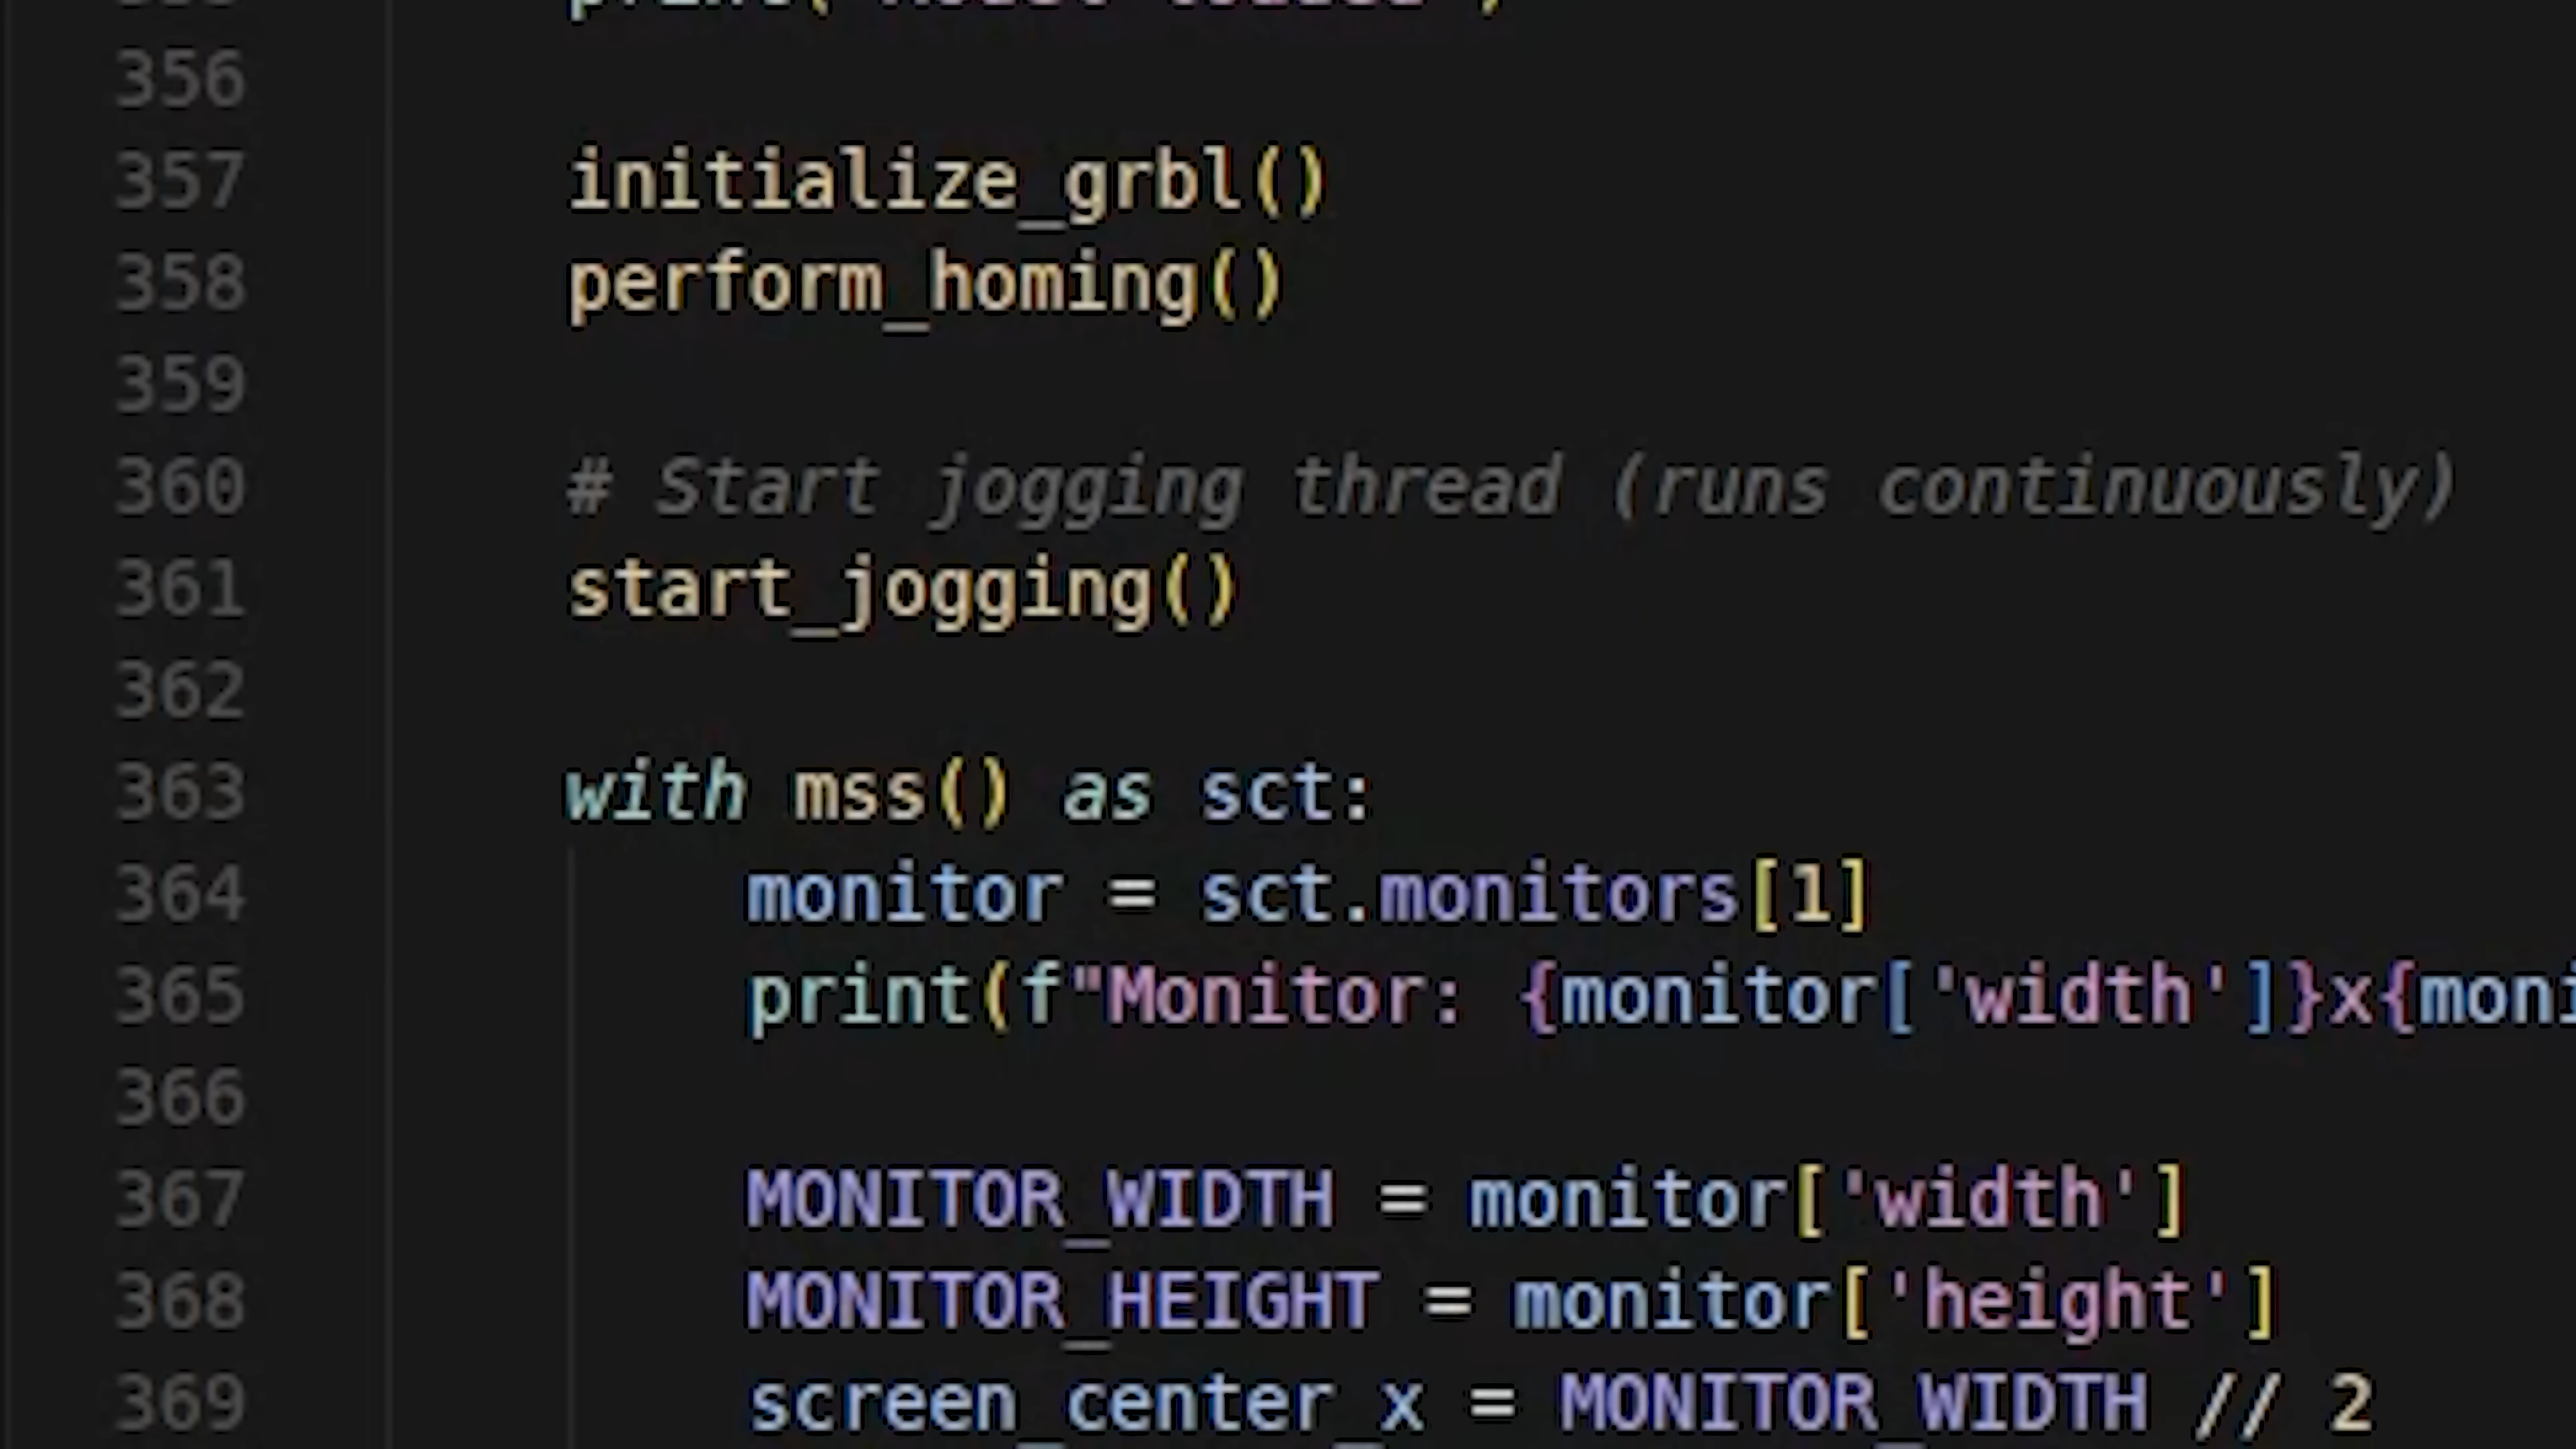 356
357 initialize_grbl()
358 perform_homing()
359
360 # Start jogging thread (runs continuously)
361 start_jogging()
362
363 with mss() as sct:
364 monitor = sct.monitors[1]
365 print(f"Monitor: {monitor['width']}x{moni
366
367 MONITOR_WIDTH = monitor['width']
368 MONITOR_HEIGHT = monitor['height']
369 screen_center_x = MONITOR_WIDTH // 2